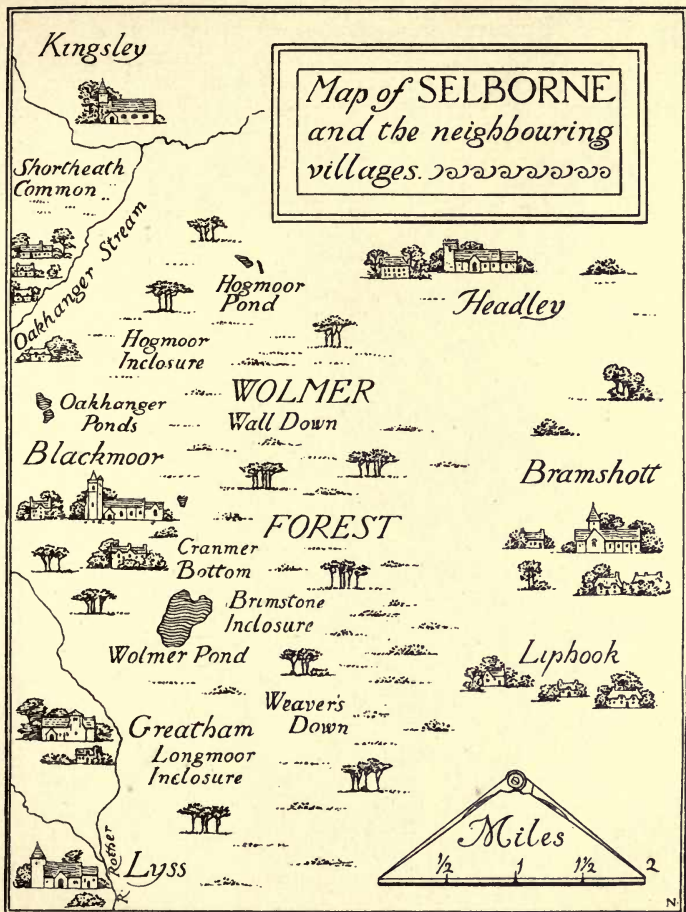 Kingsley
Map of SELBORNE
and the neighbouring
villages.
Shortheath
Common
Oakhanger Stream
Hogmoor
Pond
Headley
Hogmoor
Inclosure
WOLMER
Oakhanger
Ponds
Wall Down
Blackmoor
Bramshott
FOREST
Cranmer
Bottom
Brimstone
Inclosure
Wolmer Pond
Liphook
Weaver's
Down
Greatham
Longmoor
Inclosure
Miles
1/2 1 1 1/2 2
R. Rother
Lyss
N.